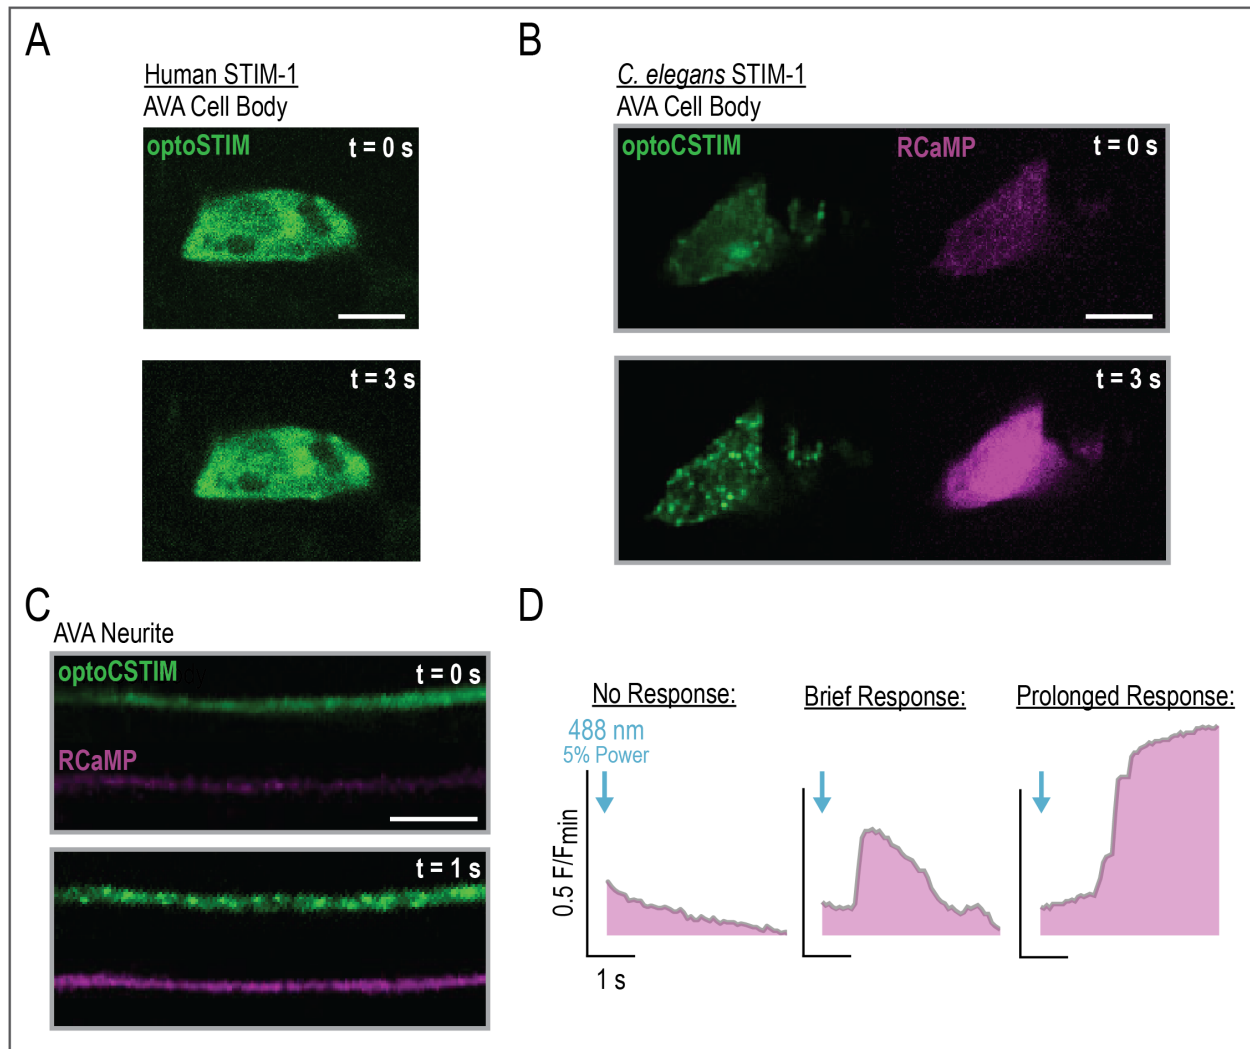 A
Human STIM-1
AVA Cell Body
optoSTIM
t = 0 s
t = 3 s
B
C. elegans STIM-1
AVA Cell Body
optoCSTIM
RCaMP
t = 0 s
t = 3 s
C
AVA Neurite
optoCSTIM
t = 0 s
RCaMP
t = 1 s
D
No Response:
Brief Response:
Prolonged Response:
488 nm
5% Power
0.5 F/Fmin
1 s